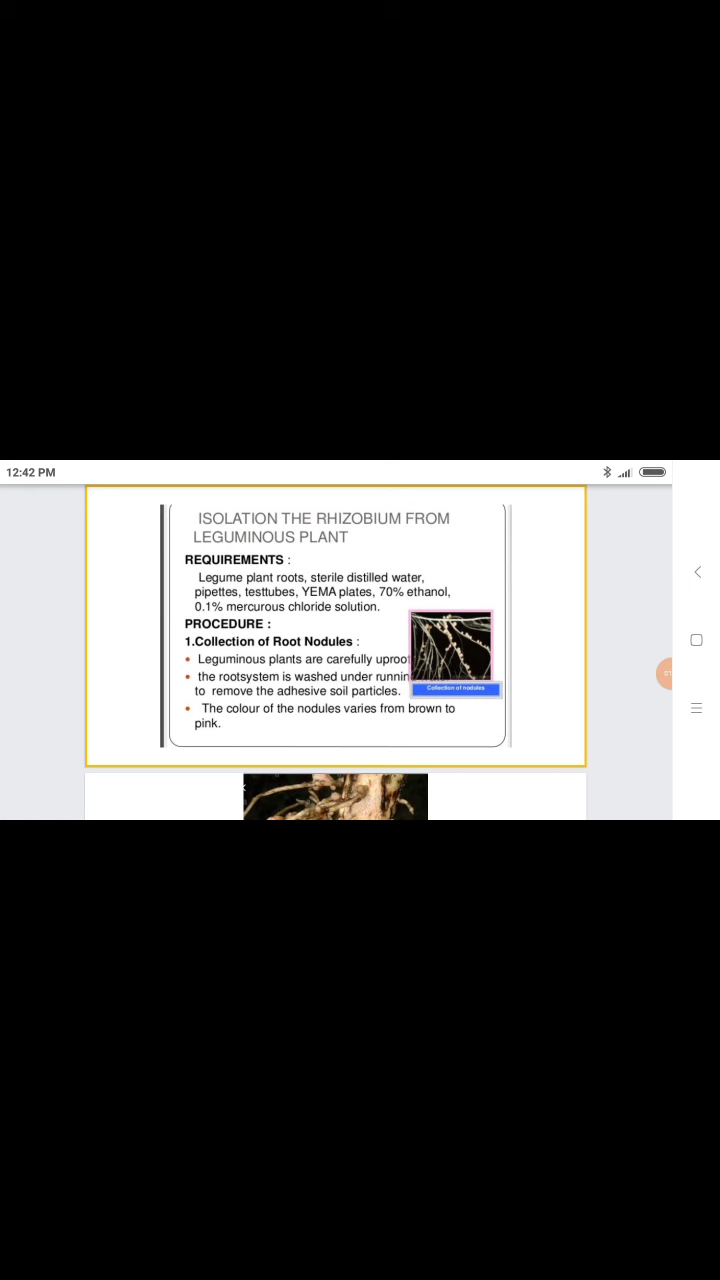 12:42 PM
ISOLATION THE RHIZOBIUM FROM
LEGUMINOUS PLANT
REQUIREMENTS :
Legume plant roots, sterile distilled water,
pipettes, testtubes, YEMA plates, 70% ethanol,
0.1% mercurous chloride solution.
PROCEDURE :
1.Collection of Root Nodules :
• Leguminous plants are carefully uproot
• the rootsystem is washed under runnin
to remove the adhesive soil particles.
Collection of nodules
• The colour of the nodules varies from brown to
pink.